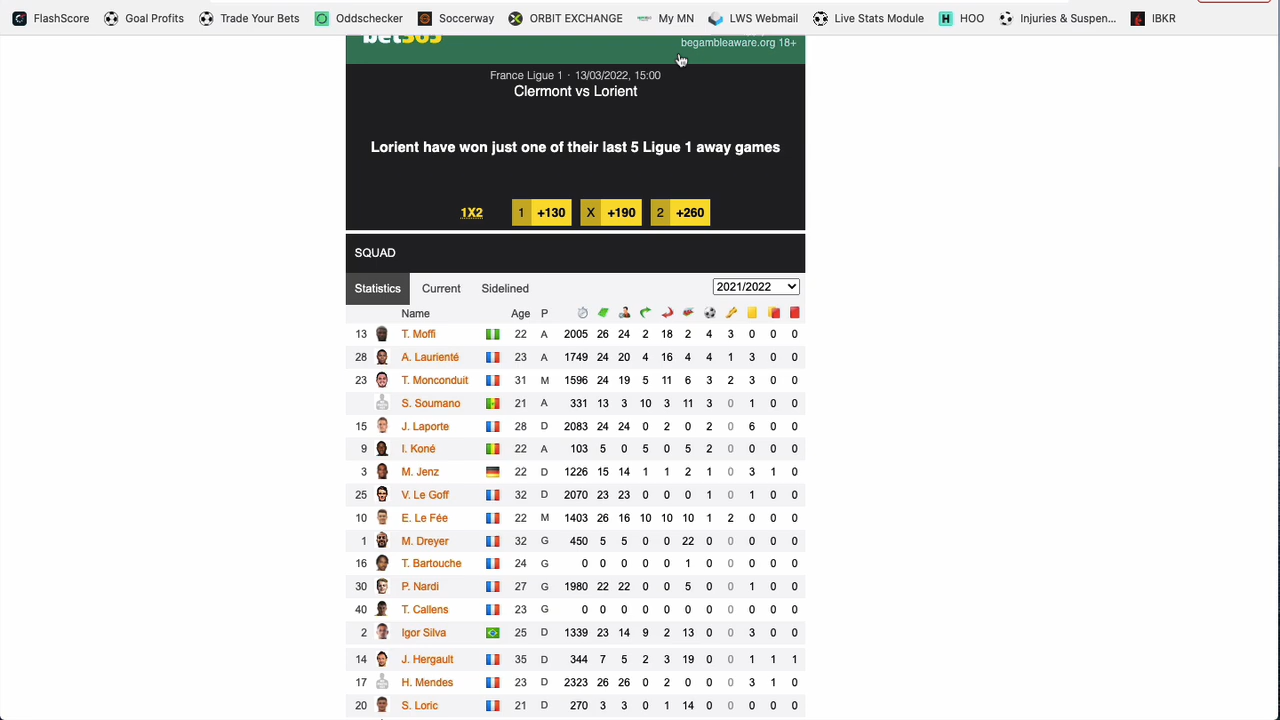 FlashScore Goal Profits Trade Your Bets Oddschecker Soccerway ORBIT EXCHANGE My MN LWS Webmail Live Stats Module HOO Injuries & Suspen... IBKR
bet365
begambleaware.org 18+
France Ligue 1 · 13/03/2022, 15:00
Clermont vs Lorient
Lorient have won just one of their last 5 Ligue 1 away games
1X2 1 +130 X +190 2 +260
SQUAD
Statistics Current Sidelined 2021/2022
Name Age P
13 T. Moffi 22 A 2005 26 24 2 18 2 4 3 0 0 0
28 A. Laurienté 23 A 1749 24 20 4 16 4 4 1 3 0 0
23 T. Monconduit 31 M 1596 24 19 5 11 6 3 2 3 0 0
S. Soumano 21 A 331 13 3 10 3 11 3 0 1 0 0
15 J. Laporte 28 D 2083 24 24 0 2 0 2 0 6 0 0
9 I. Koné 22 A 103 5 0 5 0 5 2 0 0 0 0
3 M. Jenz 22 D 1226 15 14 1 1 2 1 0 3 1 0
25 V. Le Goff 32 D 2070 23 23 0 0 0 1 0 1 0 0
10 E. Le Fée 22 M 1403 26 16 10 10 10 1 2 0 0 0
1 M. Dreyer 32 G 450 5 5 0 0 22 0 0 0 0 0
16 T. Bartouche 24 G 0 0 0 0 0 1 0 0 0 0 0
30 P. Nardi 27 G 1980 22 22 0 0 5 0 0 1 0 0
40 T. Callens 23 G 0 0 0 0 0 0 0 0 0 0 0
2 Igor Silva 25 D 1339 23 14 9 2 13 0 0 3 0 0
14 J. Hergault 35 D 344 7 5 2 3 19 0 0 1 1 1
17 H. Mendes 23 D 2323 26 26 0 2 0 0 0 3 1 0
20 S. Loric 21 D 270 3 3 0 1 14 0 0 0 0 0